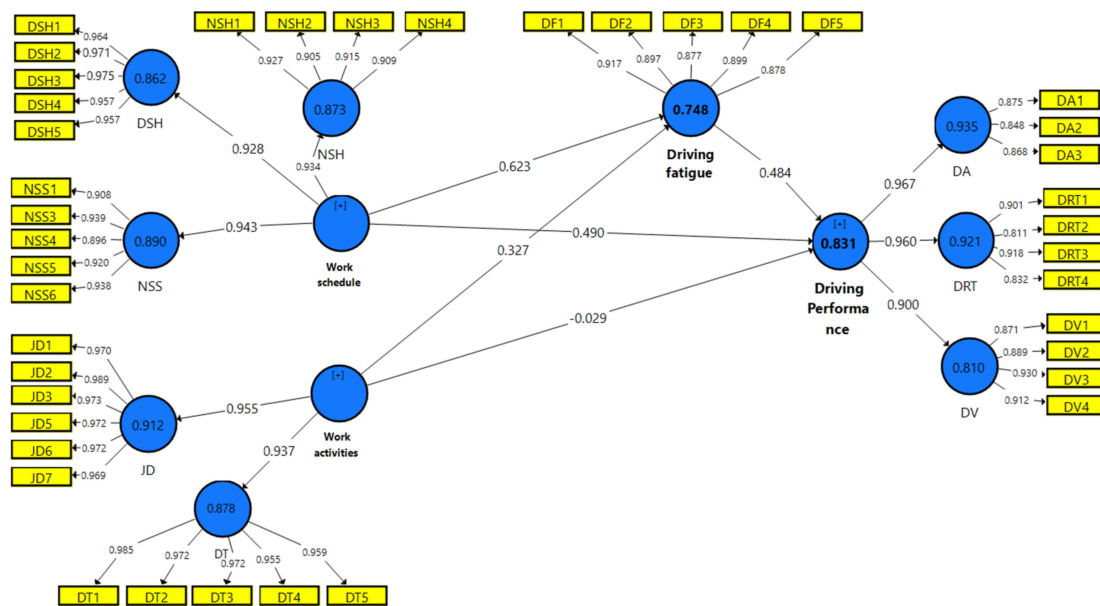 DSH1
DSH2
DSH3
DSH4
DSH5
0.964
0.971
0.975
0.957
0.957
0.862
DSH
NSH1
NSH2
NSH3
NSH4
0.927
0.905
0.915
0.909
0.873
NSH
DF1
DF2
DF3
DF4
DF5
0.917
0.897
0.877
0.899
0.878
0.748
Driving
fatigue
0.928
0.934
0.943
0.623
0.490
0.484
0.327
-0.029
NSS1
NSS3
NSS4
NSS5
NSS6
0.908
0.939
0.896
0.920
0.938
0.890
NSS
[+]
Work
schedule
[+]
0.831
Driving
Performa
nce
0.967
0.960
0.900
0.935
DA
0.875
0.848
0.868
DA1
DA2
DA3
0.921
DRT
0.901
0.811
0.918
0.832
DRT1
DRT2
DRT3
DRT4
0.810
DV
0.871
0.889
0.930
0.912
DV1
DV2
DV3
DV4
JD1
JD2
JD3
JD5
JD6
JD7
0.970
0.989
0.973
0.972
0.972
0.969
0.912
JD
0.955
[+]
Work
activities
0.937
0.878
DT
0.985
0.972
0.972
0.955
0.959
DT1
DT2
DT3
DT4
DT5